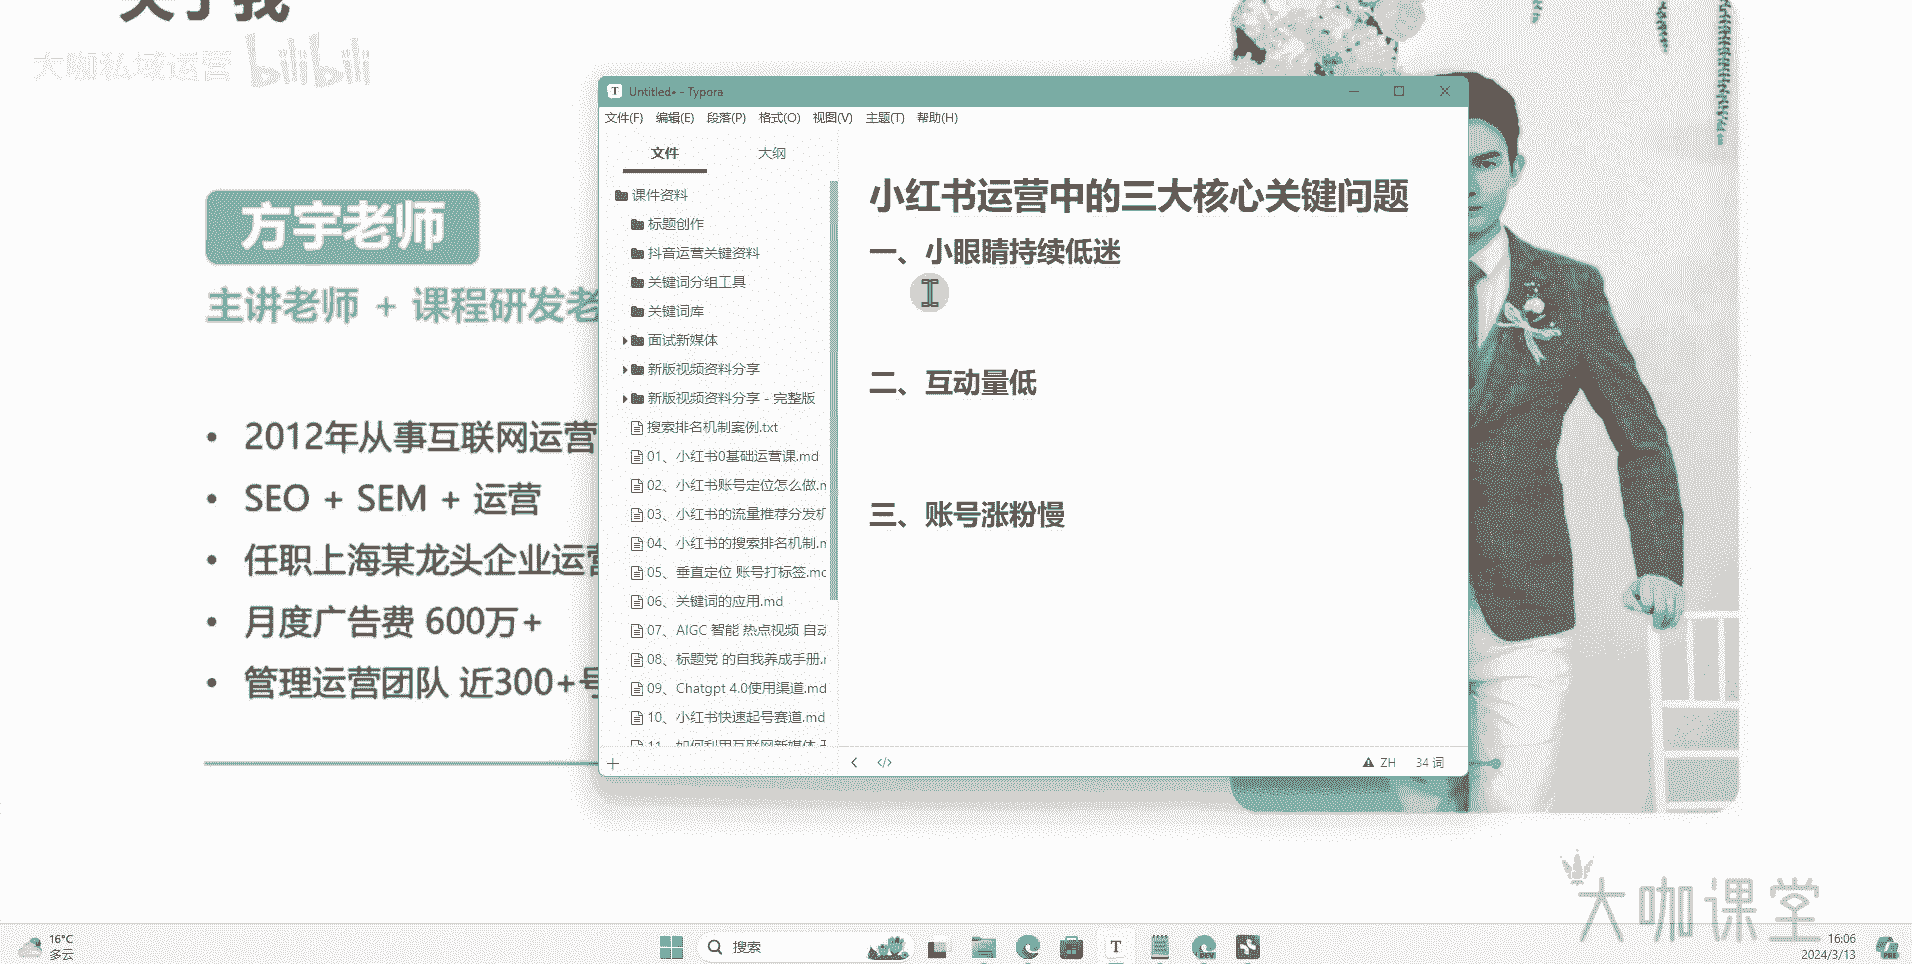 关于我
大咖私域运营 bilibili
方宇老师
主讲老师 + 课程研发老
2012年从事互联网运营
SEO + SEM + 运营
任职上海某龙头企业运营
月度广告费 600万+
管理运营团队 近300+号
T Untitled• - Typora
文件(F) 编辑(E) 段落(P) 格式(O) 视图(V) 主题(T) 帮助(H)
文件 大纲
课件资料
标题创作
抖音运营关键资料
关键词分组工具
关键词库
面试新媒体
新版视频资料分享
新版视频资料分享 - 完整版
搜索排名机制案例.txt
01、小红书0基础运营课.md
02、小红书账号定位怎么做.m
03、小红书的流量推荐分发机
04、小红书的搜索排名机制.m
05、垂直定位 账号打标签.md
06、关键词的应用.md
07、AIGC 智能 热点视频 自动
08、标题党 的自我养成手册.m
09、Chatgpt 4.0使用渠道.md
10、小红书快速起号赛道.md
11、如何利用互联网新媒体
小红书运营中的三大核心关键问题
一、小眼睛持续低迷
二、互动量低
三、账号涨粉慢
</> ZH 34 词
大咖课堂
16°C
多云
搜索
T
DEV
16:06
2024/3/13
PRE